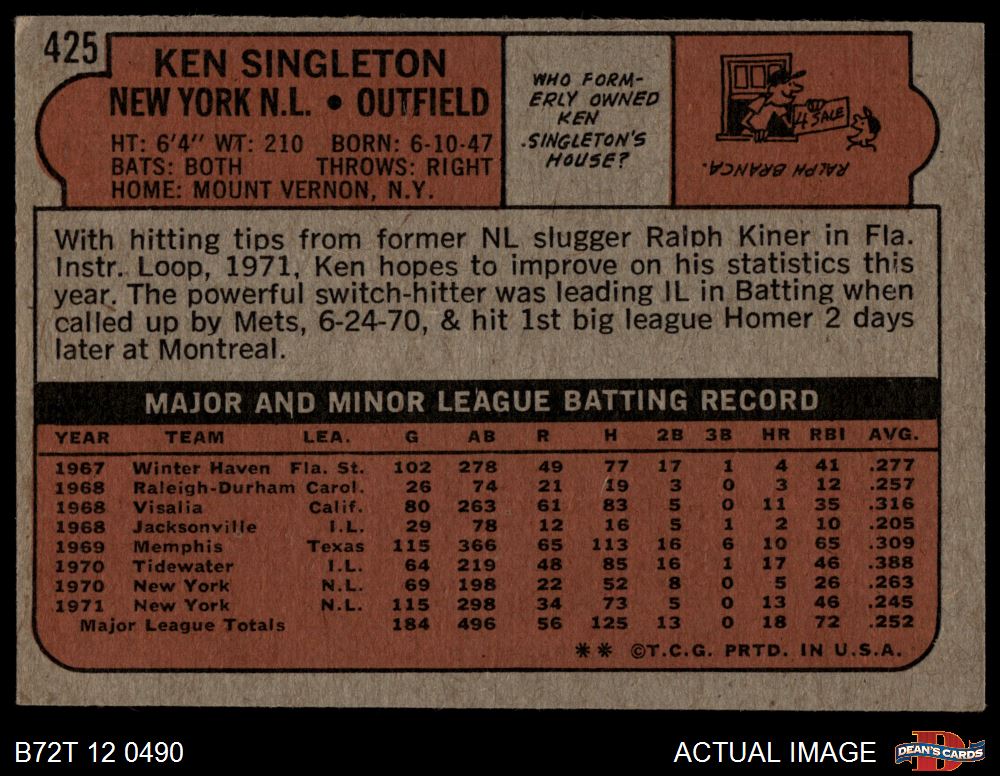 425
KEN SINGLETON
NEW YORK N.L. • OUTFIELD
HT: 6'4" WT: 210 BORN: 6-10-47
BATS: BOTH THROWS: RIGHT
HOME: MOUNT VERNON, N.Y.
WHO FORM-
ERLY OWNED
KEN
SINGLETON'S
HOUSE?
4 SALE
RALPH BRANCA.
With hitting tips from former NL slugger Ralph Kiner in Fla.
Instr. Loop, 1971, Ken hopes to improve on his statistics this
year. The powerful switch-hitter was leading IL in Batting when
called up by Mets, 6-24-70, & hit 1st big league Homer 2 days
later at Montreal.
MAJOR AND MINOR LEAGUE BATTING RECORD
YEAR TEAM LEA. G AB R H 2B 3B HR RBI AVG.
1967 Winter Haven Fla. St. 102 278 49 77 17 1 4 41 .277
1968 Raleigh-Durham Carol. 26 74 21 19 3 0 3 12 .257
1968 Visalia Calif. 80 263 61 83 5 0 11 35 .316
1968 Jacksonville I.L. 29 78 12 16 5 1 2 10 .205
1969 Memphis Texas 115 366 65 113 16 6 10 65 .309
1970 Tidewater I.L. 64 219 48 85 16 1 17 46 .388
1970 New York N.L. 69 198 22 52 8 0 5 26 .263
1971 New York N.L. 115 298 34 73 5 0 13 46 .245
Major League Totals 184 496 56 125 13 0 18 72 .252
** ©T.C.G. PRTD. IN U.S.A.
B72T 12 0490
ACTUAL IMAGE
DEAN'S CARDS